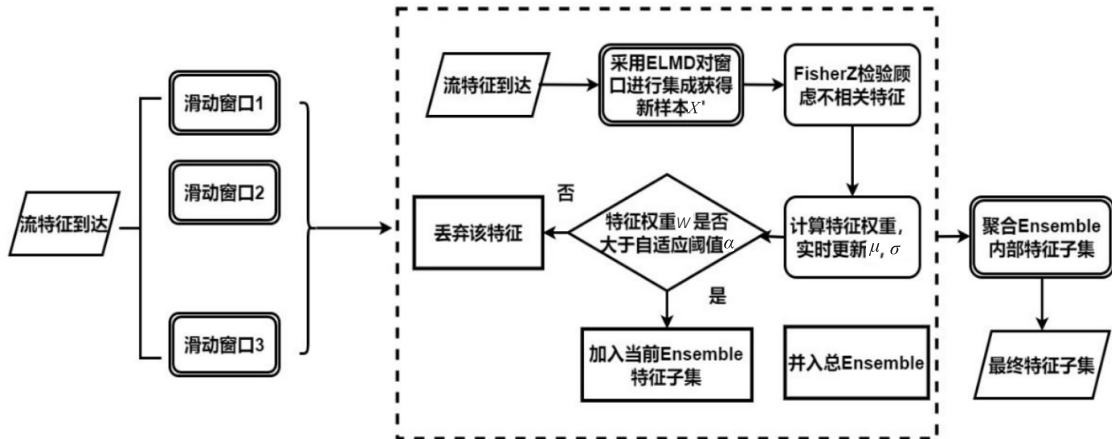 流特征到达
滑动窗口1
滑动窗口2
滑动窗口3
流特征到达
采用ELMD对窗
口进行集成获得
新样本X'
FisherZ检验顾
虑不相关特征
计算特征权重，
实时更新μ, σ
特征权重W是否
大于自适应阈值α
否
丢弃该特征
是
加入当前Ensemble
特征子集
并入总Ensemble
聚合Ensemble
内部特征子集
最终特征子集